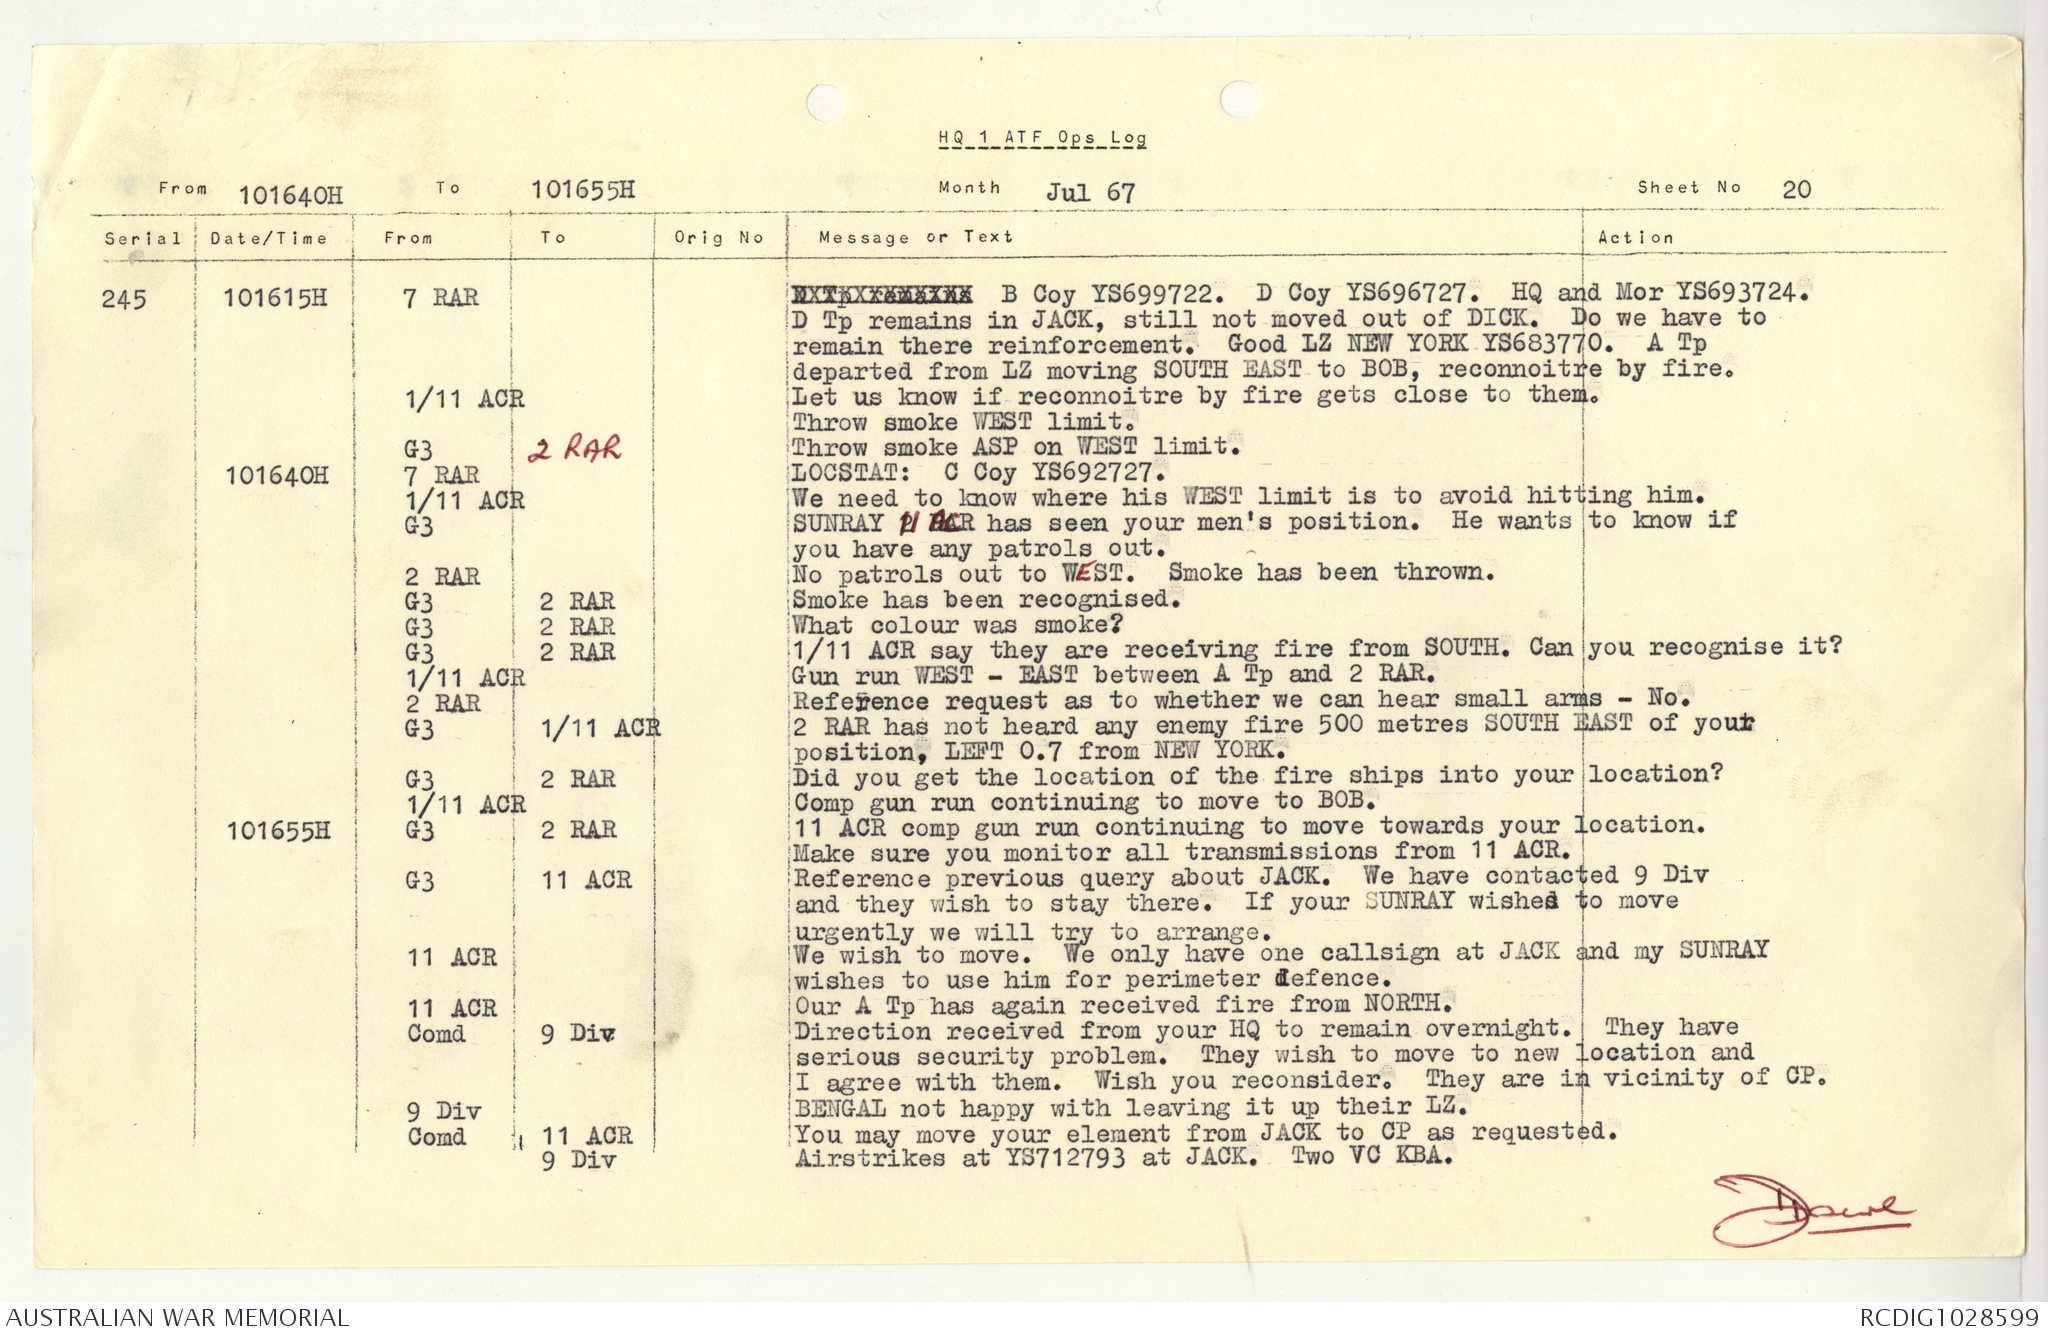 HQ 1 ATF Ops Log
From 101640H To 101655H Month Jul 67 Sheet No 20
Serial Date/Time From To Orig No Message or Text Action
245 101615H 7 RAR B Coy YS699722. D Coy YS696727. HQ and Mor YS693724.
D Tp remains in JACK, still not moved out of DICK. Do we have to
remain there reinforcement. Good LZ NEW YORK YS683770. A Tp
departed from LZ moving SOUTH EAST to BOB, reconnoitre by fire.
1/11 ACR Let us know if reconnoitre by fire gets close to them.
Throw smoke WEST limit.
G3 2 RAR Throw smoke ASP on WEST limit.
101640H 7 RAR LOCSTAT: C Coy YS692727.
1/11 ACR We need to know where his WEST limit is to avoid hitting him.
G3 SUNRAY 11 ACR has seen your men's position. He wants to know if
you have any patrols out.
2 RAR No patrols out to WEST. Smoke has been thrown.
G3 2 RAR Smoke has been recognised.
G3 2 RAR What colour was smoke?
G3 2 RAR 1/11 ACR say they are receiving fire from SOUTH. Can you recognise it?
1/11 ACR Gun run WEST - EAST between A Tp and 2 RAR.
2 RAR Reference request as to whether we can hear small arms - No.
G3 1/11 ACR 2 RAR has not heard any enemy fire 500 metres SOUTH EAST of your
position, LEFT 0.7 from NEW YORK.
G3 2 RAR Did you get the location of the fire ships into your location?
1/11 ACR Comp gun run continuing to move to BOB.
101655H G3 2 RAR 11 ACR comp gun run continuing to move towards your location.
Make sure you monitor all transmissions from 11 ACR.
G3 11 ACR Reference previous query about JACK. We have contacted 9 Div
and they wish to stay there. If your SUNRAY wished to move
urgently we will try to arrange.
11 ACR We wish to move. We only have one callsign at JACK and my SUNRAY
wishes to use him for perimeter defence.
11 ACR Our A Tp has again received fire from NORTH.
Comd 9 Div Direction received from your HQ to remain overnight. They have
serious security problem. They wish to move to new location and
I agree with them. Wish you reconsider. They are in vicinity of CP.
9 Div BENGAL not happy with leaving it up their LZ.
Comd 11 ACR You may move your element from JACK to CP as requested.
9 Div Airstrikes at YS712793 at JACK. Two VC KBA.
AUSTRALIAN WAR MEMORIAL RCDIG1028599